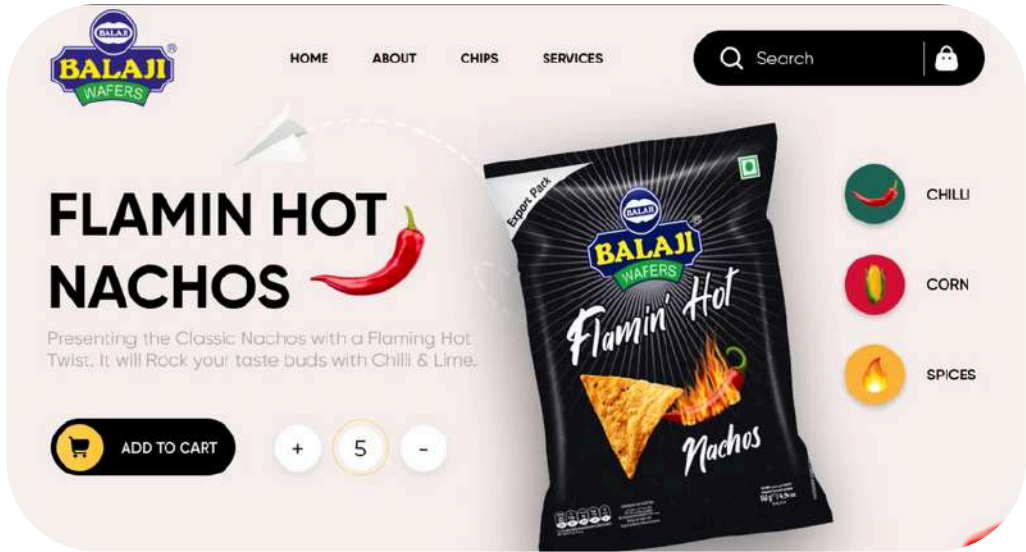 BALAJI
BALAJI
WAFERS
®
HOME ABOUT CHIPS SERVICES
Search
FLAMIN HOT
NACHOS
Presenting the Classic Nachos with a Flaming Hot
Twist. It will Rock your taste buds with Chilli & Lime.
ADD TO CART
+ 5 -
Export Pack
BALAJI
BALAJI
WAFERS
®
Flamin' Hot
Nachos
CHILLI
CORN
SPICES